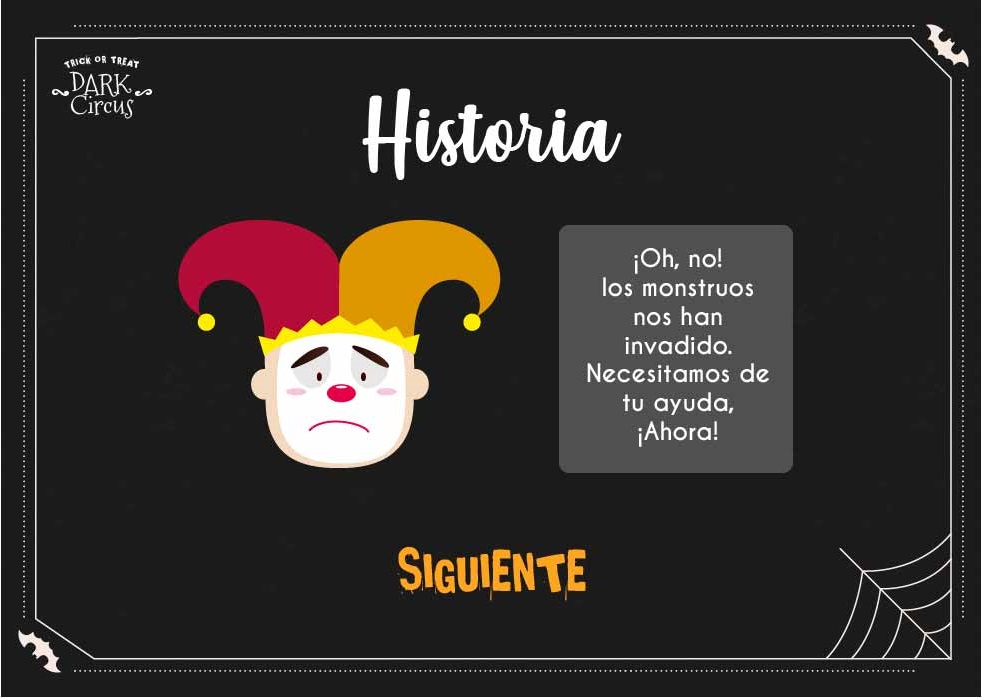 TRICK OR TREAT
DARK
Circus
Historia
¡Oh, no!
los monstruos
nos han
invadido.
Necesitamos de
tu ayuda,
¡Ahora!
SIGUIENTE